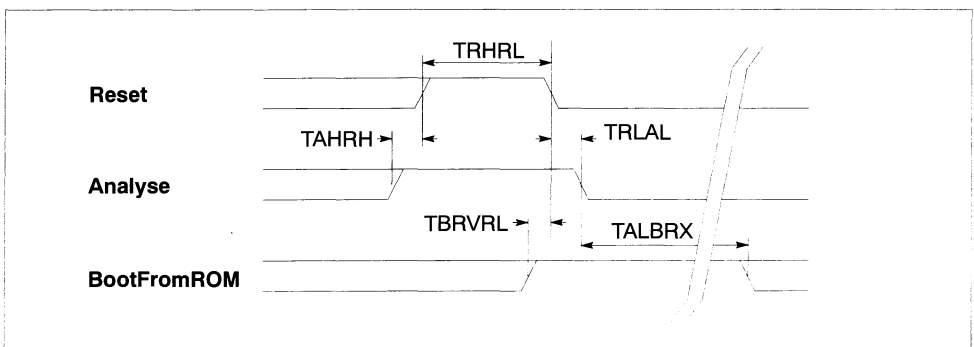 TRHRL
Reset
TAHRH
TRLAL
Analyse
TBRVRL
TALBRX
BootFromROM